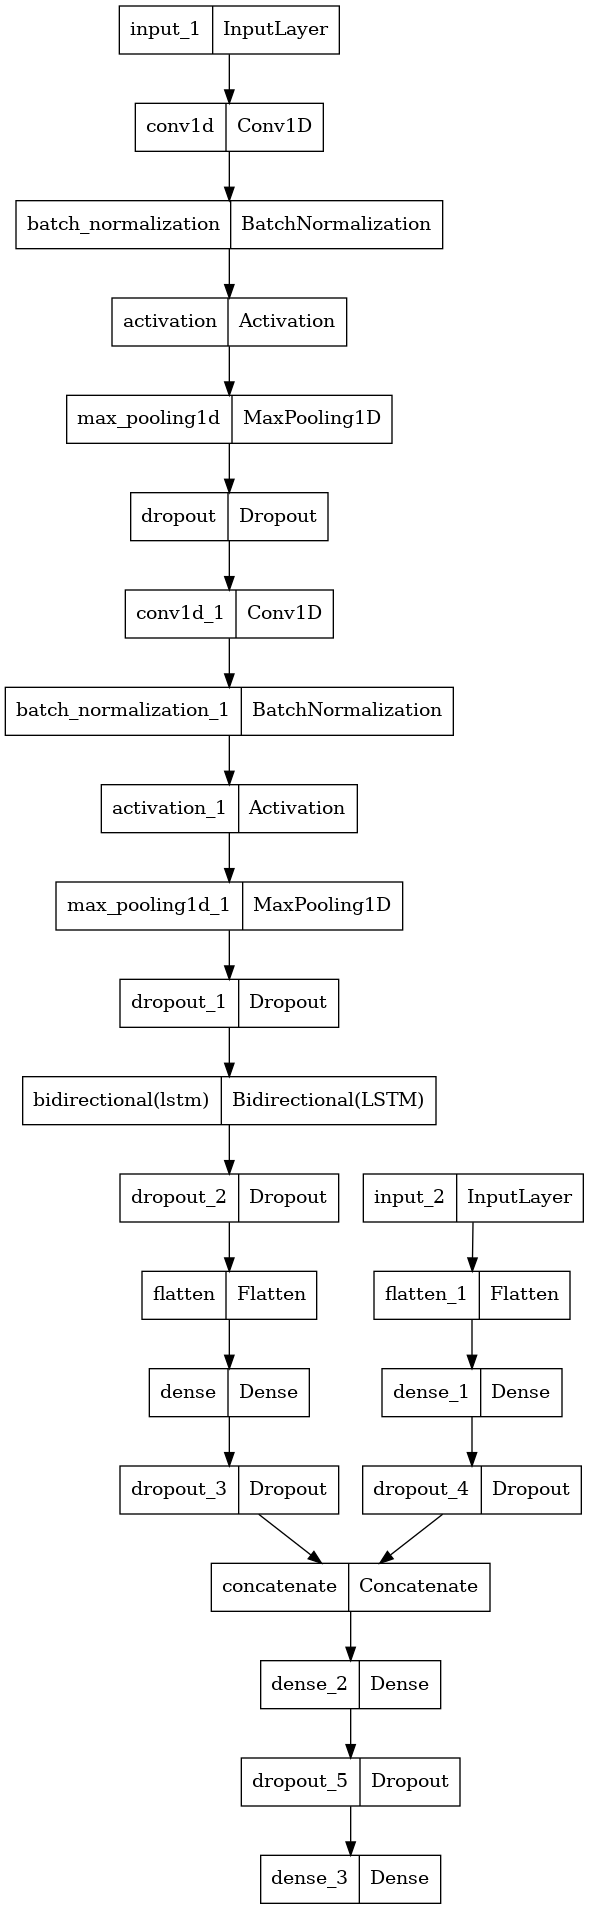 input_1 InputLayer
conv1d Conv1D
batch_normalization BatchNormalization
activation Activation
max_pooling1d MaxPooling1D
dropout Dropout
conv1d_1 Conv1D
batch_normalization_1 BatchNormalization
activation_1 Activation
max_pooling1d_1 MaxPooling1D
dropout_1 Dropout
bidirectional(lstm) Bidirectional(LSTM)
dropout_2 Dropout input_2 InputLayer
flatten Flatten flatten_1 Flatten
dense Dense dense_1 Dense
dropout_3 Dropout dropout_4 Dropout
concatenate Concatenate
dense_2 Dense
dropout_5 Dropout
dense_3 Dense